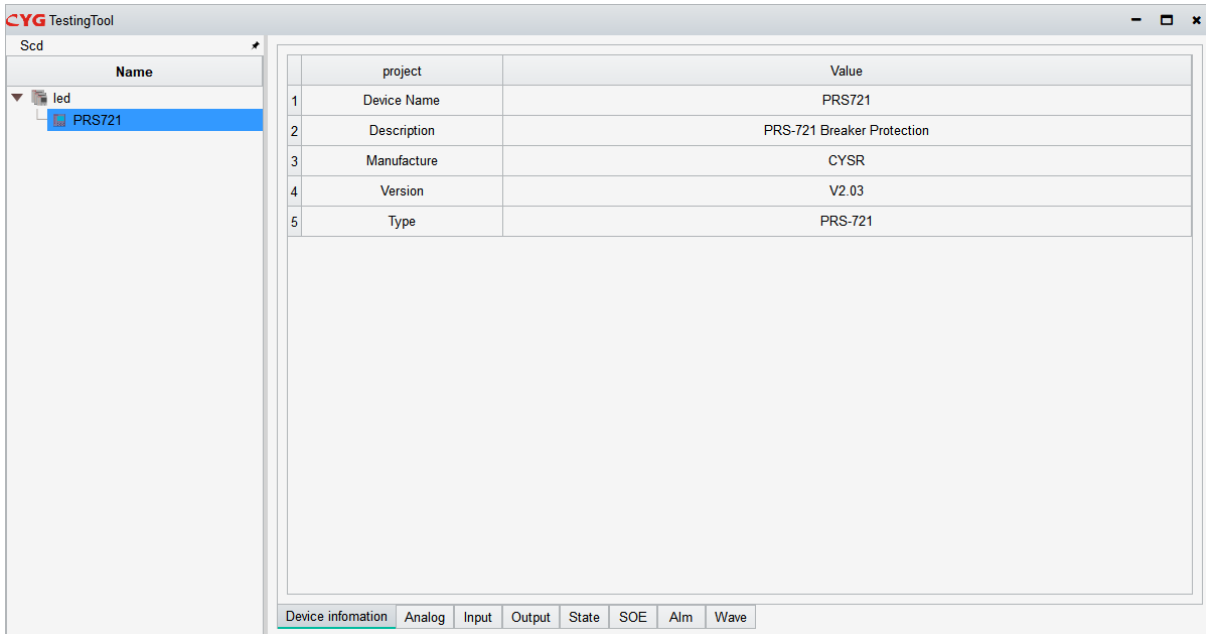 CYG TestingTool
Scd
Name
led
PRS721
project Value
1 Device Name PRS721
2 Description PRS-721 Breaker Protection
3 Manufacture CYSR
4 Version V2.03
5 Type PRS-721
Device infomation Analog Input Output State SOE Alm Wave